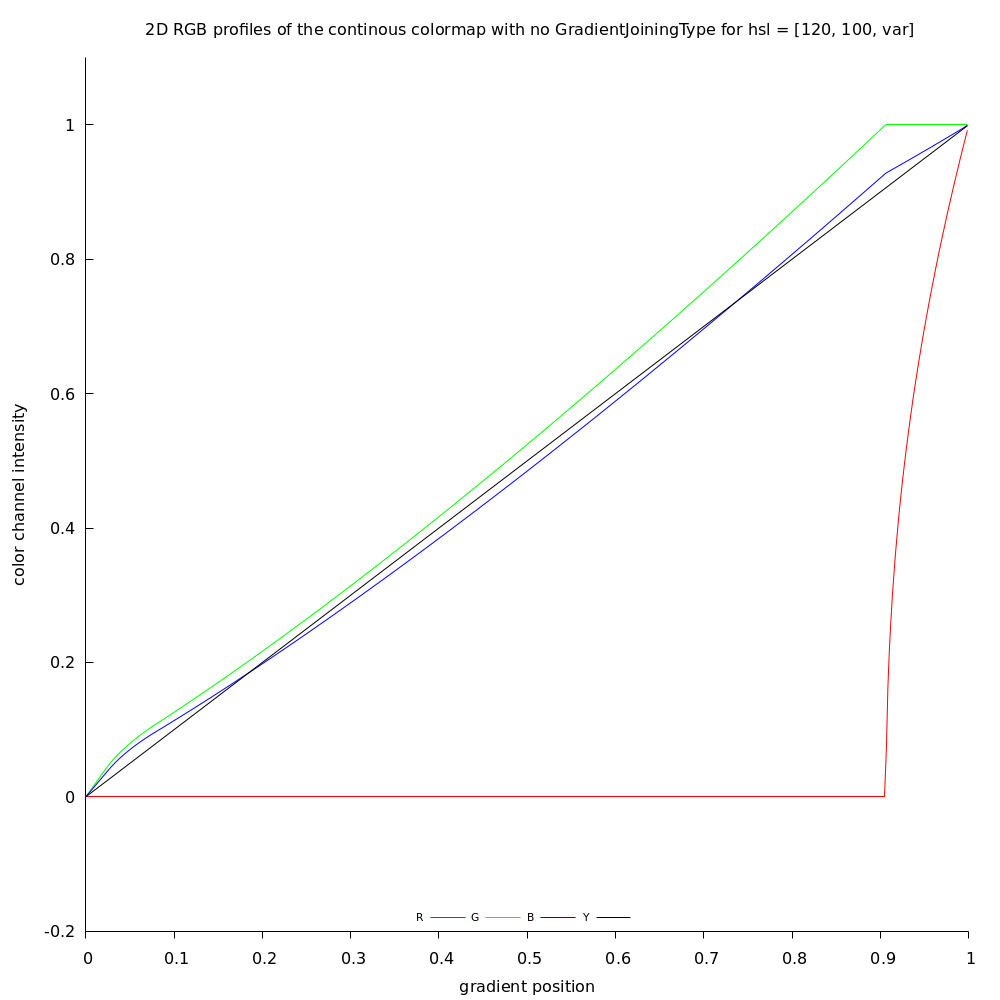 2D RGB profiles of the continous colormap with no GradientJoiningType for hsl = [120, 100, var]
1
0.8
0.6
0.4
0.2
0
-0.2
color channel intensity
R G B Y
0 0.1 0.2 0.3 0.4 0.5 0.6 0.7 0.8 0.9 1
gradient position